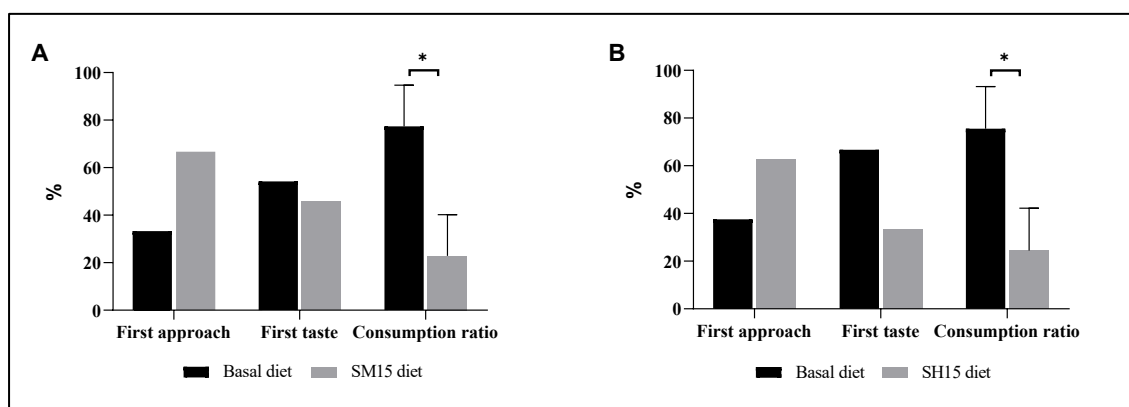 A
*
100
80
60
40
20
0
%
First approach First taste Consumption ratio
Basal diet SM15 diet
B
*
100
80
60
40
20
0
%
First approach First taste Consumption ratio
Basal diet SH15 diet